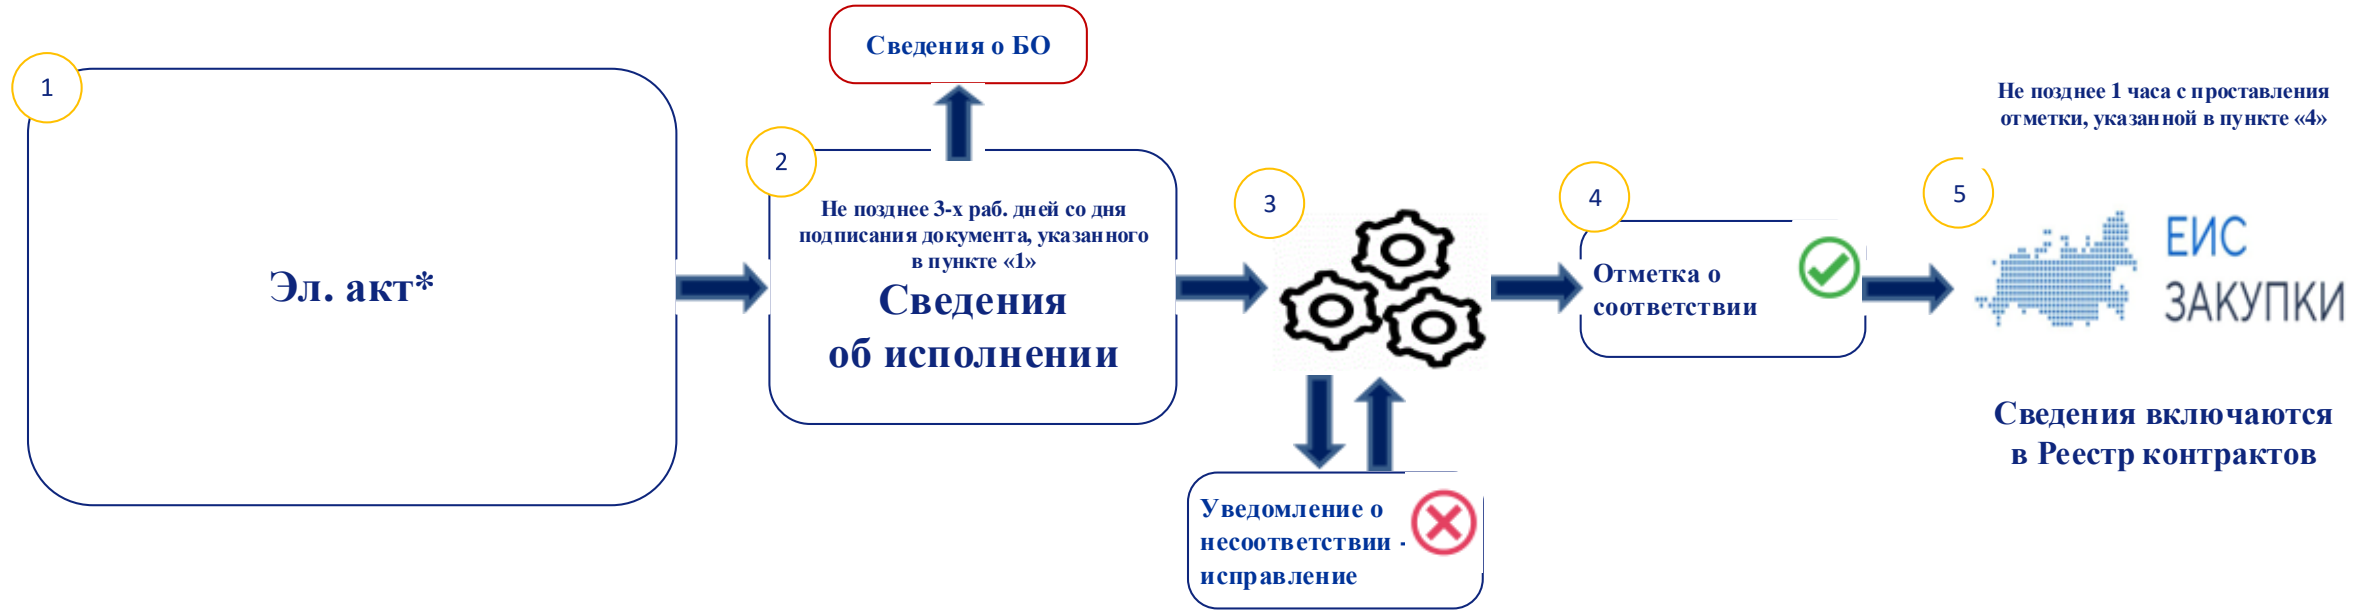 1
Эл. акт*
Сведения о БО
2
Не позднее 3-х раб. дней со дня
подписания документа, указанного
в пункте «1»
Сведения
об исполнении
3
Уведомление о
несоответствии -
исправление
4
Отметка о
соответствии
Не позднее 1 часа с проставления
отметки, указанной в пункте «4»
5
ЕИС
ЗАКУПКИ
Сведения включаются
в Реестр контрактов